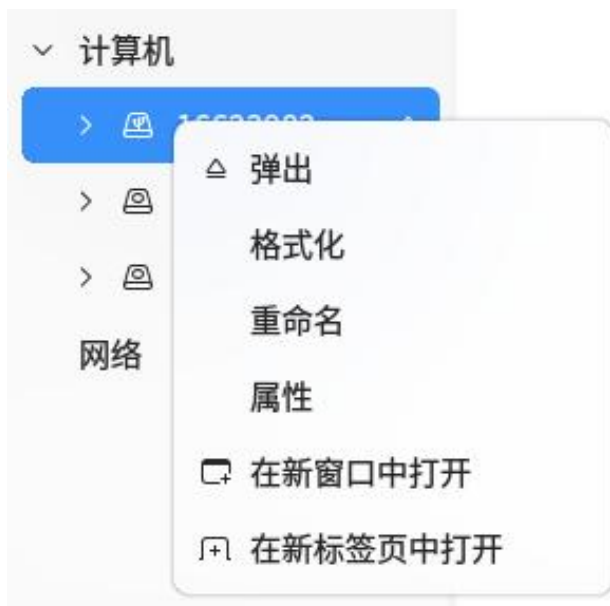 计算机
弹出
格式化
重命名
属性
网络
在新窗口中打开
在新标签页中打开